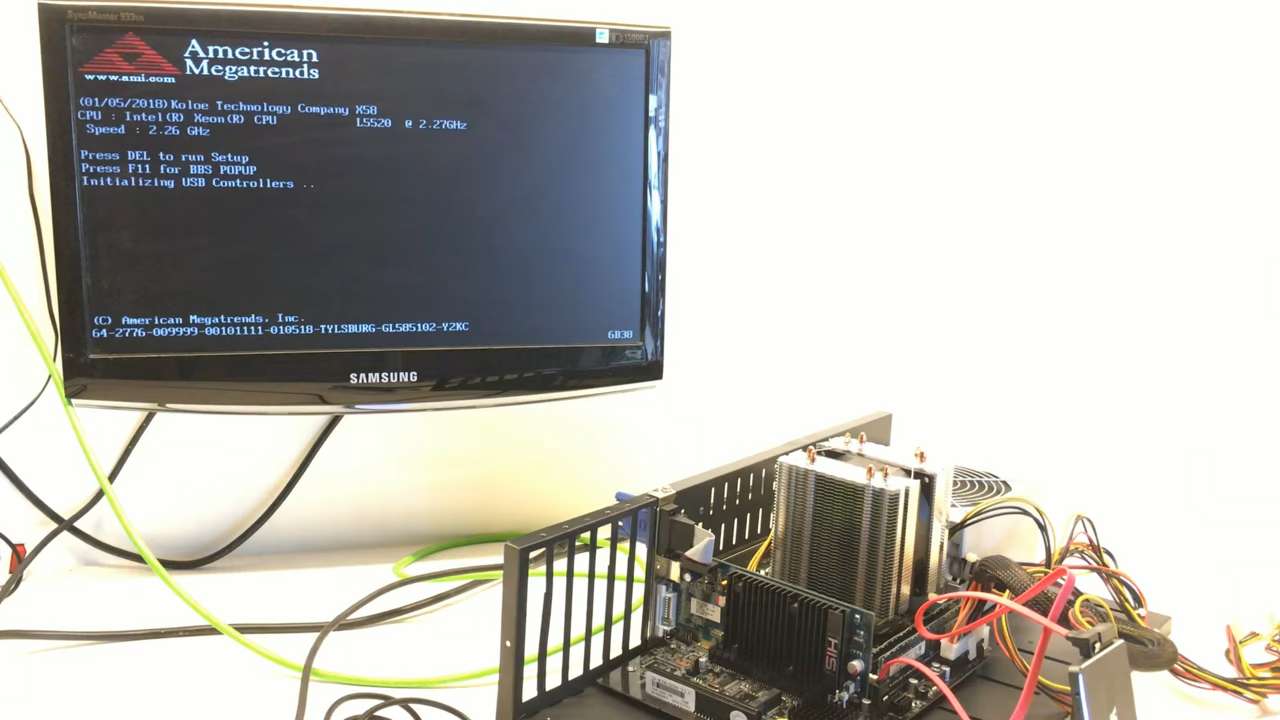 SyncMaster 933SN
American
Megatrends
www.ami.com
(01/05/2018)Koloe Technology Company X58
CPU : Intel(R) Xeon(R) CPU L5520 @ 2.27GHz
Speed : 2.26 GHz
Press DEL to run Setup
Press F11 for BBS POPUP
Initializing USB Controllers ..
(C) American Megatrends, Inc.
64-2776-009999-00101111-010518-TYLSBURG-GL585102-Y2KC
6B38
SAMSUNG
HIS